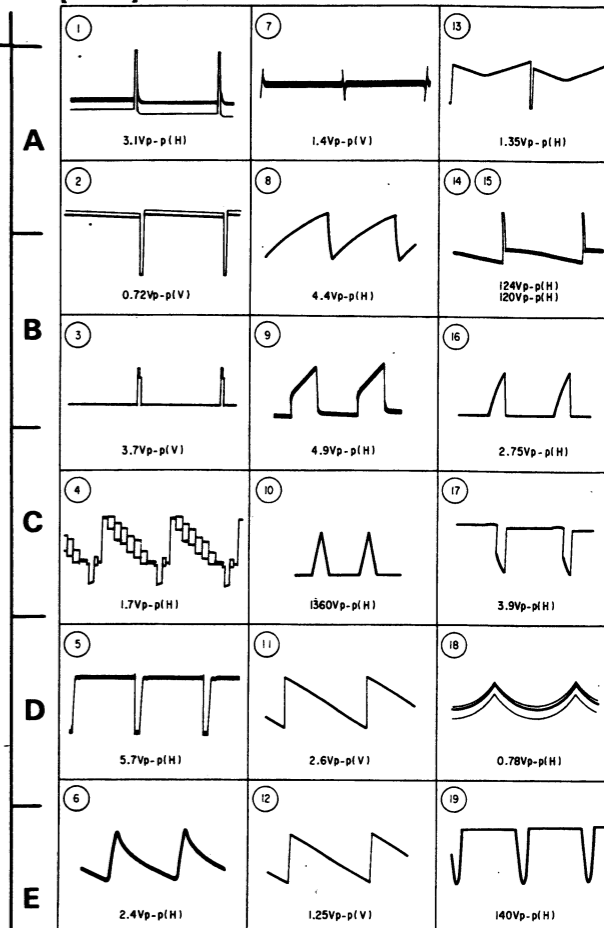 1
7
13
A
3.1Vp-p(H)
1.4Vp-p(V)
1.35Vp-p(H)
2
8
14 15
0.72Vp-p(V)
4.4Vp-p(H)
124Vp-p(H)
120Vp-p(H)
B
3
9
16
3.7Vp-p(V)
4.9Vp-p(H)
2.75Vp-p(H)
4
10
17
C
1.7Vp-p(H)
1360Vp-p(H)
3.9Vp-p(H)
5
11
18
D
5.7Vp-p(H)
2.6Vp-p(V)
0.78Vp-p(H)
6
12
19
E
2.4Vp-p(H)
1.25Vp-p(V)
140Vp-p(H)